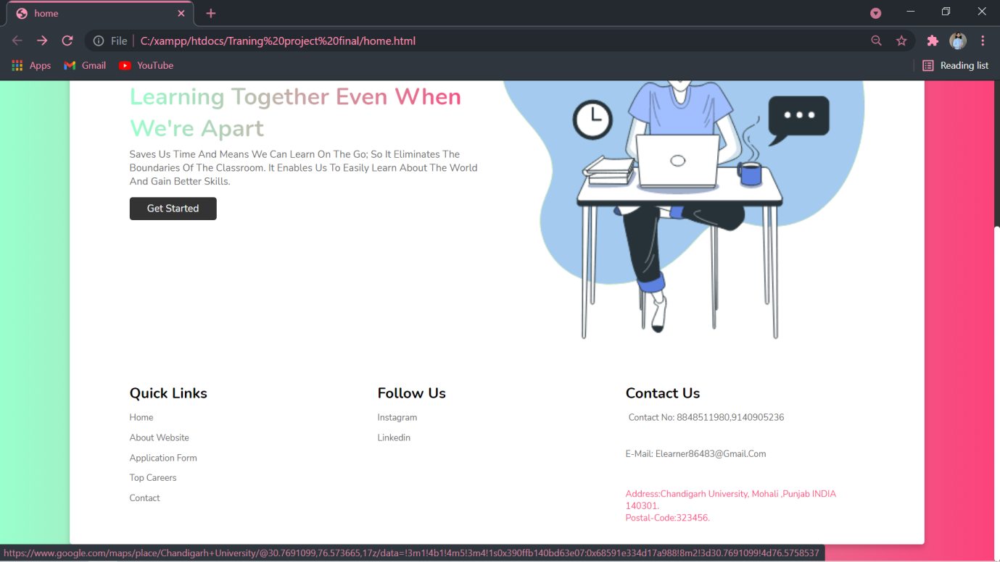 home
File
C:/xampp/htdocs/Traning%20project%20final/home.html
Apps
Gmail
YouTube
Reading list
Learning Together Even When
We're Apart
Saves Us Time And Means We Can Learn On The Go; So It Eliminates The
Boundaries Of The Classroom. It Enables Us To Easily Learn About The World
And Gain Better Skills.
Get Started
Quick Links
Home
About Website
Application Form
Top Careers
Contact
Follow Us
Instagram
Linkedin
Contact Us
Contact No: 8848511980,9140905236
E-Mail: Elearner86483@Gmail.Com
Address:Chandigarh University, Mohali ,Punjab INDIA
140301.
Postal-Code:323456.
https://www.google.com/maps/place/Chandigarh+University/@30.7691099,76.573665,17z/data=!3m1!4b1!4m5!3m4!1s0x390ffb140bd63e07:0x68591e334d17a988!8m2!3d30.7691099!4d76.5758537